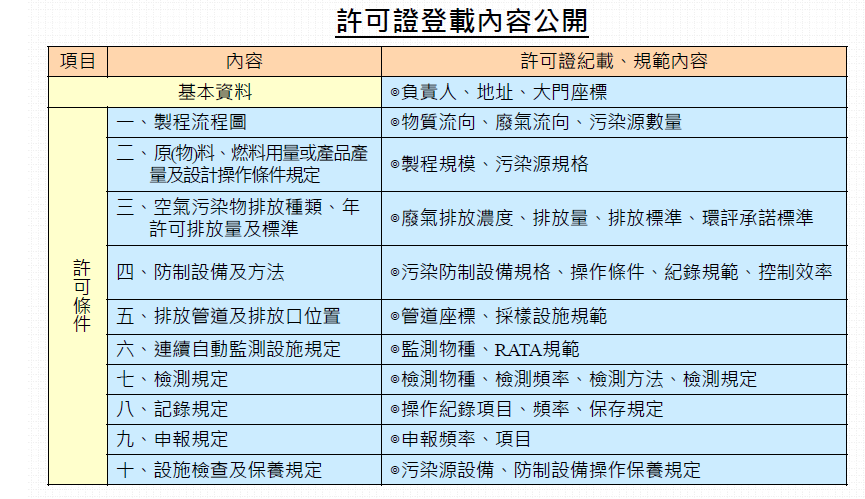 許可證登載內容公開
項目 內容 許可證紀載、規範內容
基本資料 ⊙負責人、地址、大門座標
許可條件
一、製程流程圖 ⊙物質流向、廢氣流向、污染源數量
二、原(物)料、燃料用量或產品產
量及設計操作條件規定 ⊙製程規模、污染源規格
三、空氣污染物排放種類、年
許可排放量及標準 ⊙廢氣排放濃度、排放量、排放標準、環評承諾標準
四、防制設備及方法 ⊙污染防制設備規格、操作條件、紀錄規範、控制效率
五、排放管道及排放口位置 ⊙管道座標、採樣設施規範
六、連續自動監測設施規定 ⊙監測物種、RATA規範
七、檢測規定 ⊙檢測物種、檢測頻率、檢測方法、檢測規定
八、記錄規定 ⊙操作紀錄項目、頻率、保存規定
九、申報規定 ⊙申報頻率、項目
十、設施檢查及保養規定 ⊙污染源設備、防制設備操作保養規定